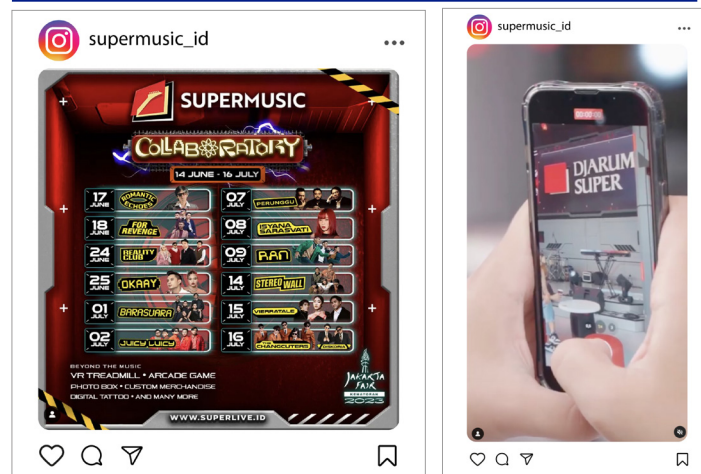 supermusic_id
SUPERMUSIC
COLLABORATORY
14 JUNE - 16 JULY
17 JUNE ROMANTIC ECHOES
07 JULY PERUNGGU
18 JUNE FOR REVENGE
08 JULY ISYANA SARASVATI
24 JUNE REALITY CLUB
09 JULY RAN
25 JUNE OKAAY
14 JULY STEREO WALL
01 JULY BARASUARA
15 JULY VIERRATALE
02 JULY JUICY LUICY
16 JULY THE CHANGCUTERS DISKORIA
BEYOND THE MUSIC
VR TREADMILL • ARCADE GAME
PHOTO BOX • CUSTOM MERCHANDISE
DIGITAL TATTOO • AND MANY MORE
JAKARTA
FAIR
KEMAYORAN
2023
WWW.SUPERLIVE.ID
supermusic_id
DJARUM
SUPER